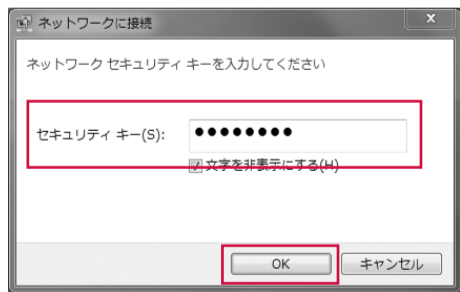 ネットワークに接続
ネットワーク セキュリティ キーを入力してください
セキュリティ キー(S):
●●●●●●●●
文字を非表示にする(H)
OK
キャンセル